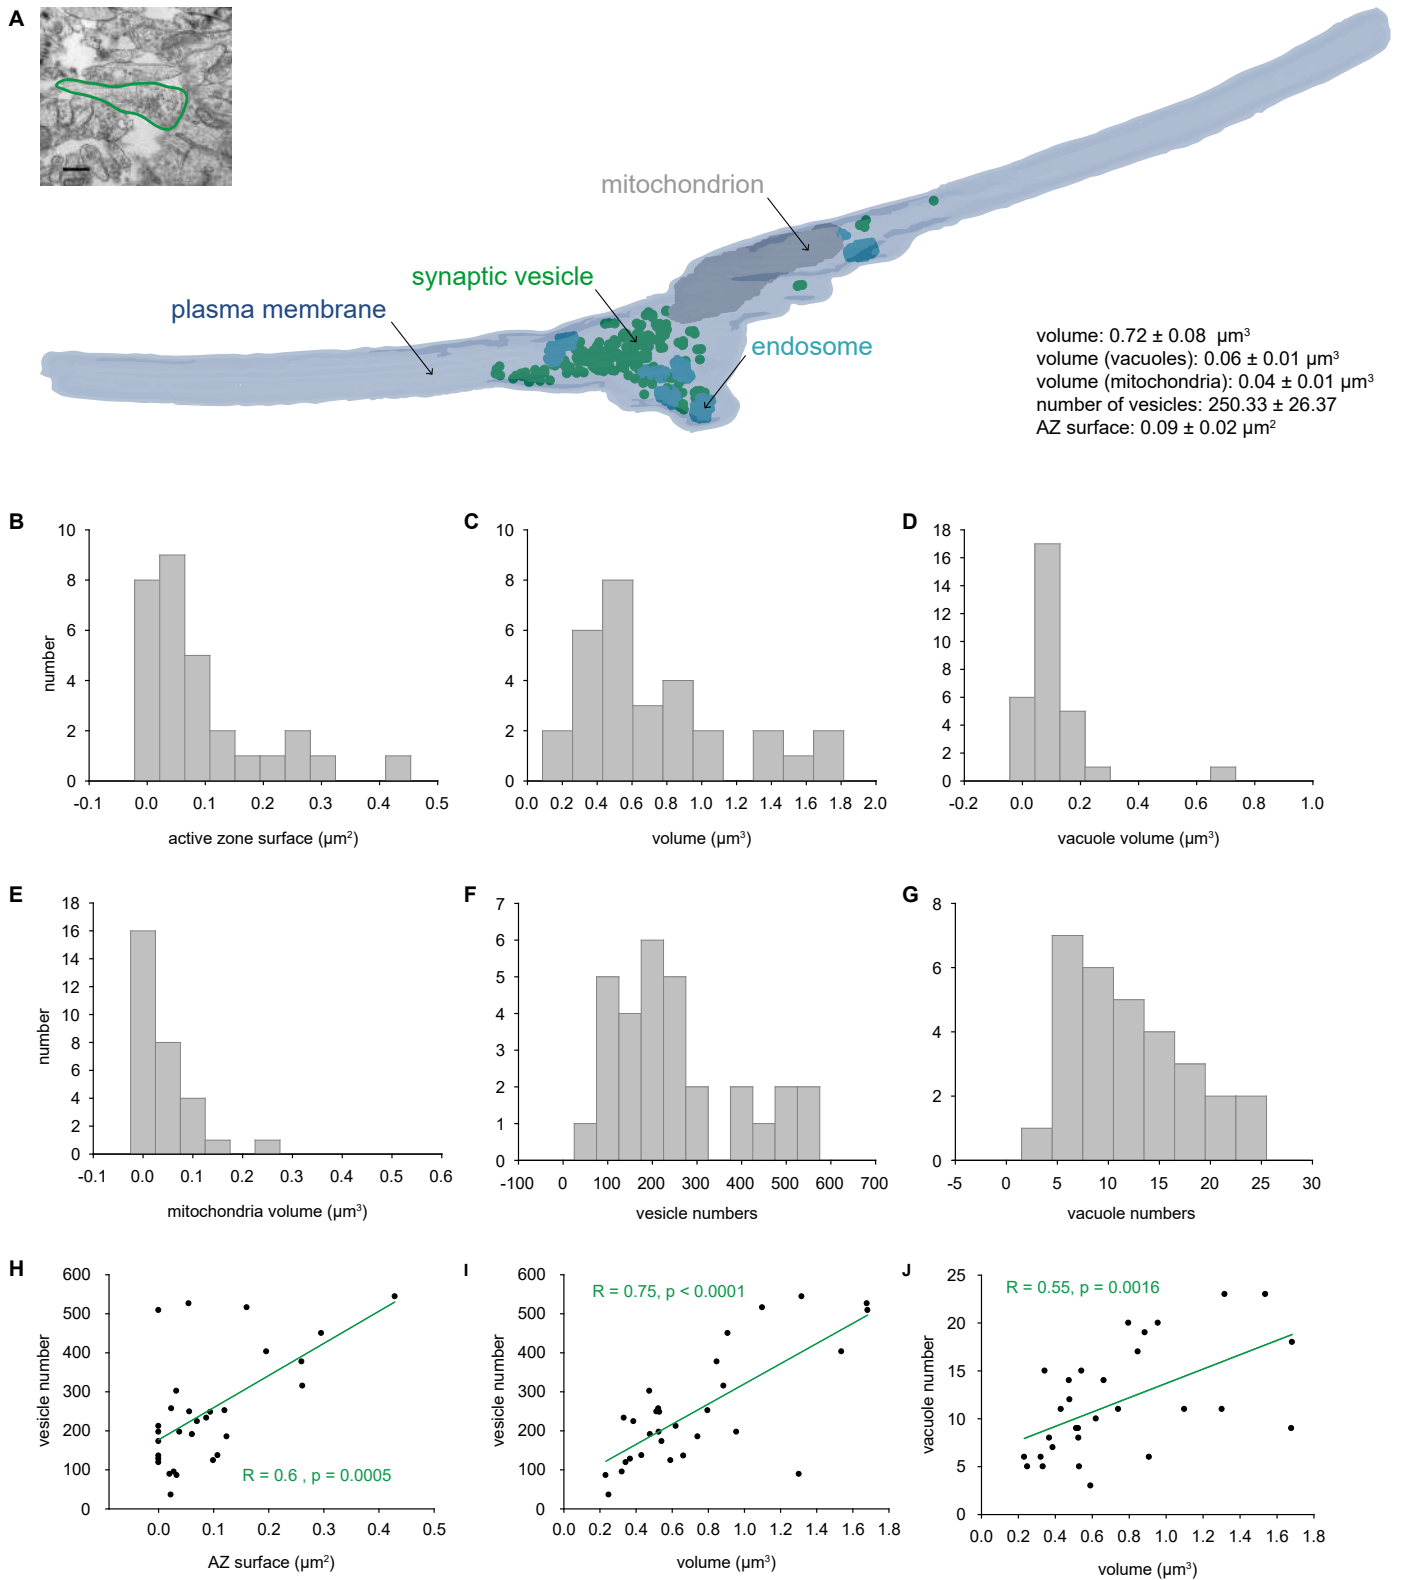 A
mitochondrion
synaptic vesicle
plasma membrane
endosome
volume: 0.72 ± 0.08 µm³
volume (vacuoles): 0.06 ± 0.01 µm³
volume (mitochondria): 0.04 ± 0.01 µm³
number of vesicles: 250.33 ± 26.37
AZ surface: 0.09 ± 0.02 µm²
B
10
8
6
4
2
0
number
-0.1 0.0 0.1 0.2 0.3 0.4 0.5
active zone surface (µm²)
C
10
8
6
4
2
0
0.0 0.2 0.4 0.6 0.8 1.0 1.2 1.4 1.6 1.8 2.0
volume (µm³)
D
18
16
14
12
10
8
6
4
2
0
-0.2 0.0 0.2 0.4 0.6 0.8 1.0
vacuole volume (µm³)
E
18
16
14
12
10
8
6
4
2
0
number
-0.1 0.0 0.1 0.2 0.3 0.4 0.5 0.6
mitochondria volume (µm³)
F
7
6
5
4
3
2
1
0
-100 0 100 200 300 400 500 600 700
vesicle numbers
G
8
6
4
2
0
-5 0 5 10 15 20 25 30
vacuole numbers
H
600
500
400
300
200
100
0
vesicle number
R = 0.6 , p = 0.0005
0.0 0.1 0.2 0.3 0.4 0.5
AZ surface (µm²)
I
600
500
400
300
200
100
0
vesicle number
R = 0.75, p < 0.0001
0.0 0.2 0.4 0.6 0.8 1.0 1.2 1.4 1.6 1.8
volume (µm³)
J
25
20
15
10
5
0
vacuole number
R = 0.55, p = 0.0016
0.0 0.2 0.4 0.6 0.8 1.0 1.2 1.4 1.6 1.8
volume (µm³)